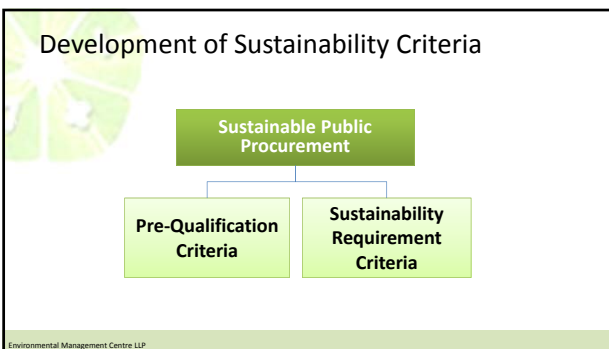 Development of Sustainability Criteria
Sustainable Public
Procurement
Pre-Qualification
Criteria
Sustainability
Requirement
Criteria
Environmental Management Centre LLP